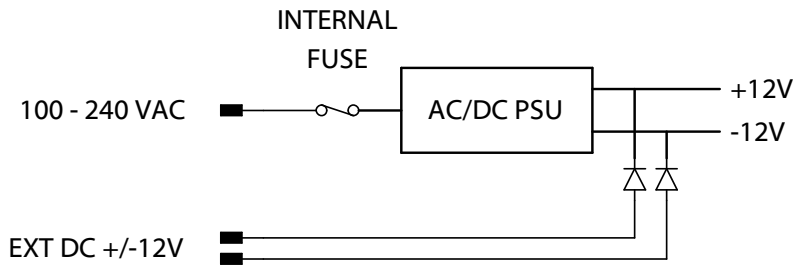 INTERNAL
FUSE
100 - 240 VAC
AC/DC PSU
+12V
-12V
EXT DC +/-12V